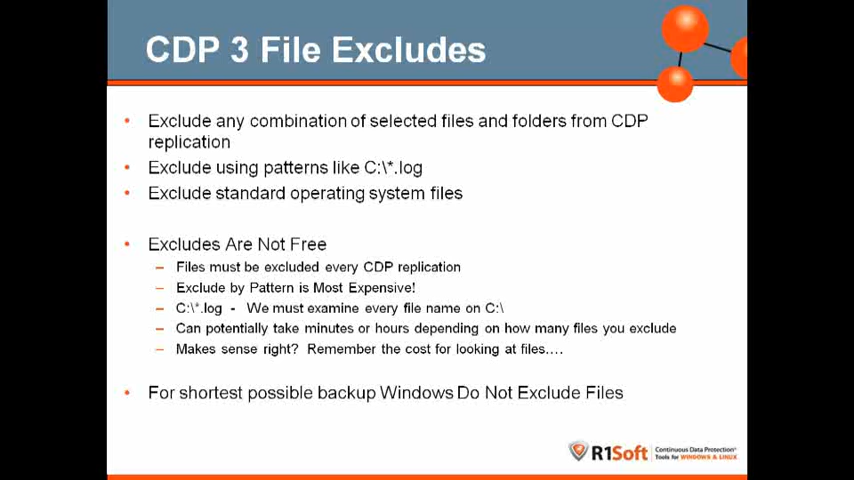 CDP 3 File Excludes
• Exclude any combination of selected files and folders from CDP
replication
• Exclude using patterns like C:\*.log
• Exclude standard operating system files
• Excludes Are Not Free
– Files must be excluded every CDP replication
– Exclude by Pattern is Most Expensive!
– C:\*.log - We must examine every file name on C:\
– Can potentially take minutes or hours depending on how many files you exclude
– Makes sense right? Remember the cost for looking at files….
• For shortest possible backup Windows Do Not Exclude Files
R1Soft
Continuous Data Protection®
Tools for WINDOWS & LINUX